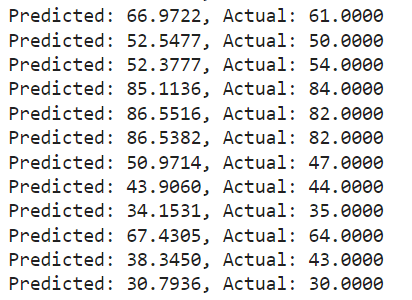 Predicted: 66.9722, Actual: 61.0000
Predicted: 52.5477, Actual: 50.0000
Predicted: 52.3777, Actual: 54.0000
Predicted: 85.1136, Actual: 84.0000
Predicted: 86.5516, Actual: 82.0000
Predicted: 86.5382, Actual: 82.0000
Predicted: 50.9714, Actual: 47.0000
Predicted: 43.9060, Actual: 44.0000
Predicted: 34.1531, Actual: 35.0000
Predicted: 67.4305, Actual: 64.0000
Predicted: 38.3450, Actual: 43.0000
Predicted: 30.7936, Actual: 30.0000